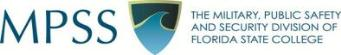 MPSS
THE MILITARY, PUBLIC SAFETY
AND SECURITY DIVISION OF
FLORIDA STATE COLLEGE